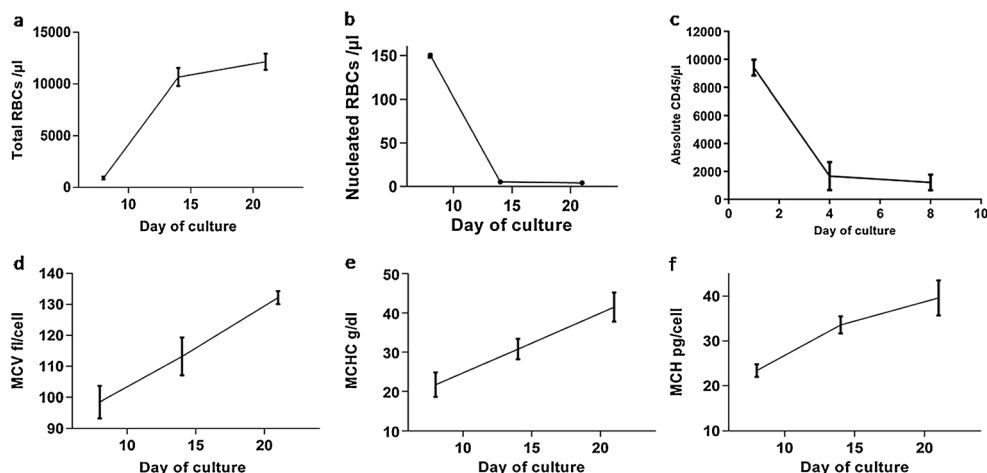 a
15000
10000
5000
0
Total RBCs /µl
10 15 20
Day of culture
b
150
100
50
0
Nucleated RBCs /µl
10 15 20
Day of culture
c
12000
10000
8000
6000
4000
2000
0
Absolute CD45/µl
0 2 4 6 8 10
Day of culture
d
140
130
120
110
100
90
MCV fl/cell
10 15 20
Day of culture
e
50
40
30
20
10
MCHC g/dl
10 15 20
Day of culture
f
40
30
20
10
MCH pg/cell
10 15 20
Day of culture